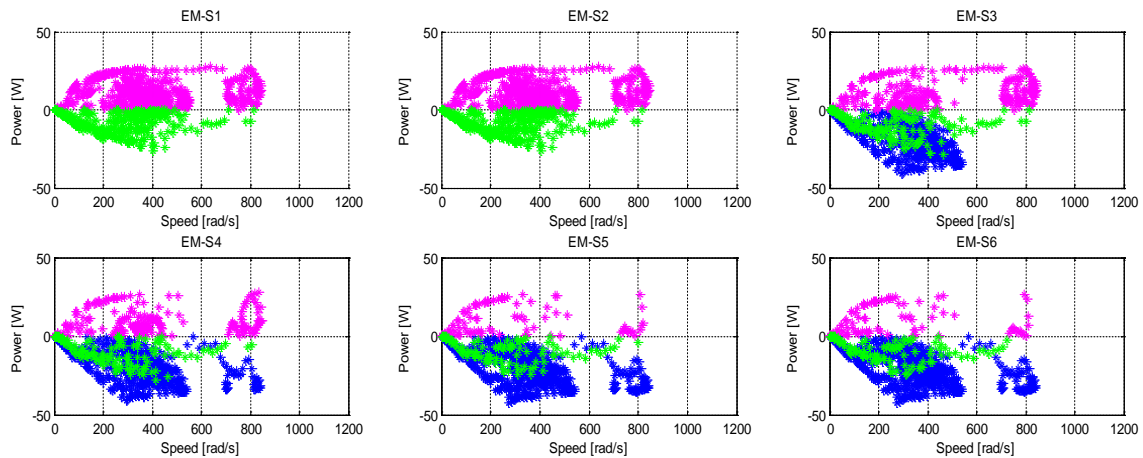 EM-S1 EM-S2 EM-S3
50 50 50
Power [W] 0 Power [W] 0 Power [W] 0
-50 -50 -50
0 200 400 600 800 1000 1200 0 200 400 600 800 1000 1200 0 200 400 600 800 1000 1200
Speed [rad/s] Speed [rad/s] Speed [rad/s]
EM-S4 EM-S5 EM-S6
50 50 50
Power [W] 0 Power [W] 0 Power [W] 0
-50 -50 -50
0 200 400 600 800 1000 1200 0 200 400 600 800 1000 1200 0 200 400 600 800 1000 1200
Speed [rad/s] Speed [rad/s] Speed [rad/s]